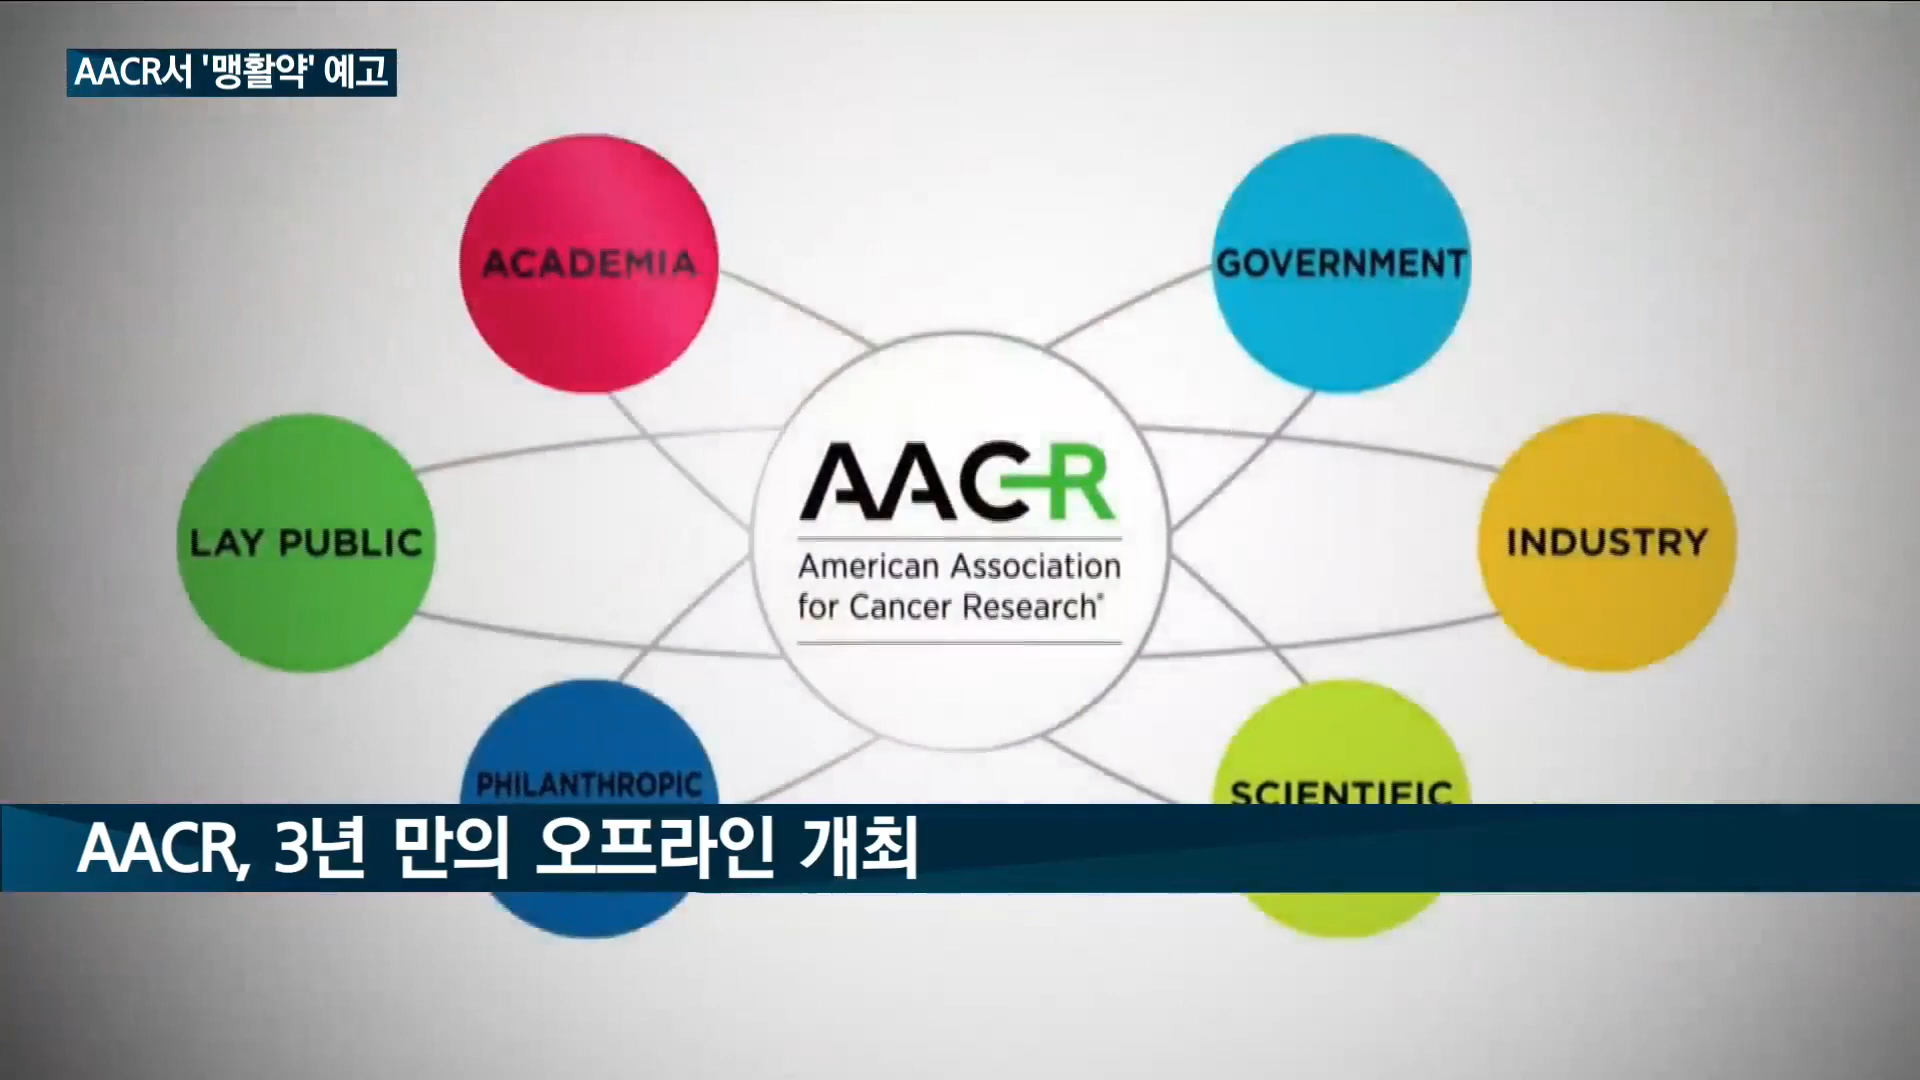 AACR서 '맹활약' 예고
ACADEMIA
GOVERNMENT
AACR
American Association
for Cancer Research®
LAY PUBLIC
INDUSTRY
PHILANTHROPIC
SCIENTIFIC
AACR, 3년 만의 오프라인 개최